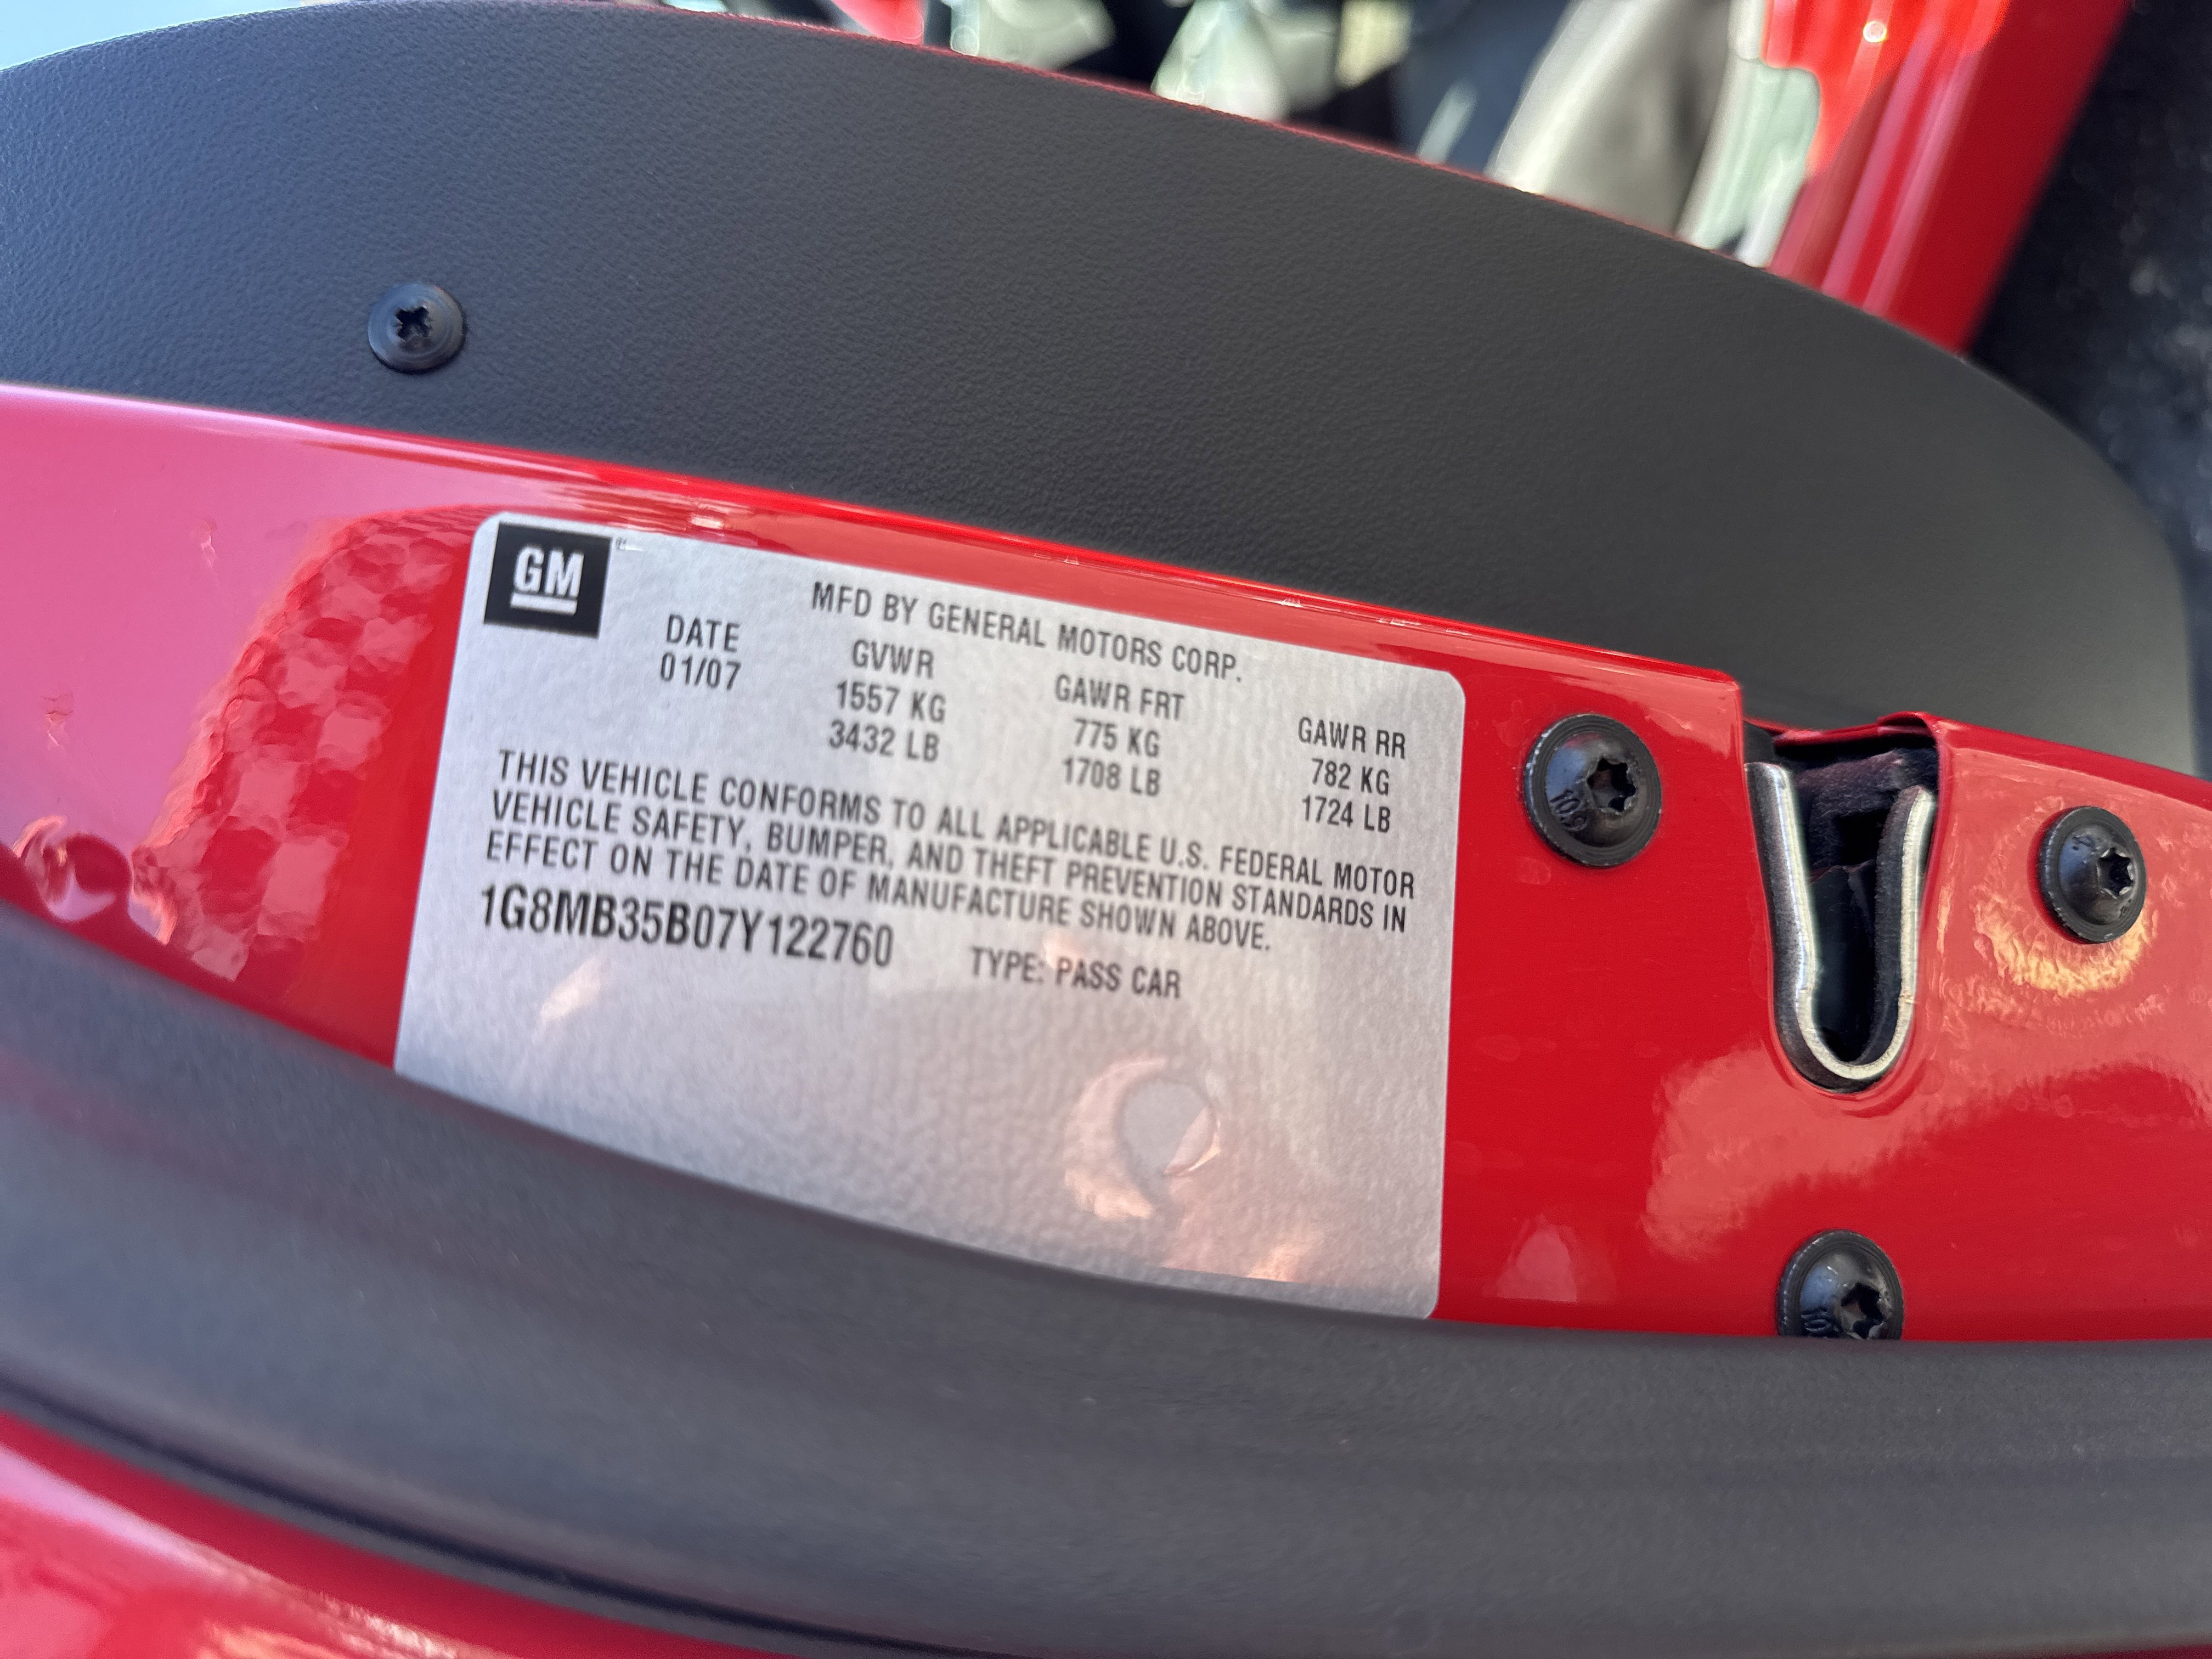 GM
MFD BY GENERAL MOTORS CORP.
DATE GVWR GAWR FRT GAWR RR
01/07 1557 KG 775 KG 782 KG
3432 LB 1708 LB 1724 LB
THIS VEHICLE CONFORMS TO ALL APPLICABLE U.S. FEDERAL MOTOR
VEHICLE SAFETY, BUMPER, AND THEFT PREVENTION STANDARDS IN
EFFECT ON THE DATE OF MANUFACTURE SHOWN ABOVE.
1G8MB35B07Y122760 TYPE: PASS CAR
10.9